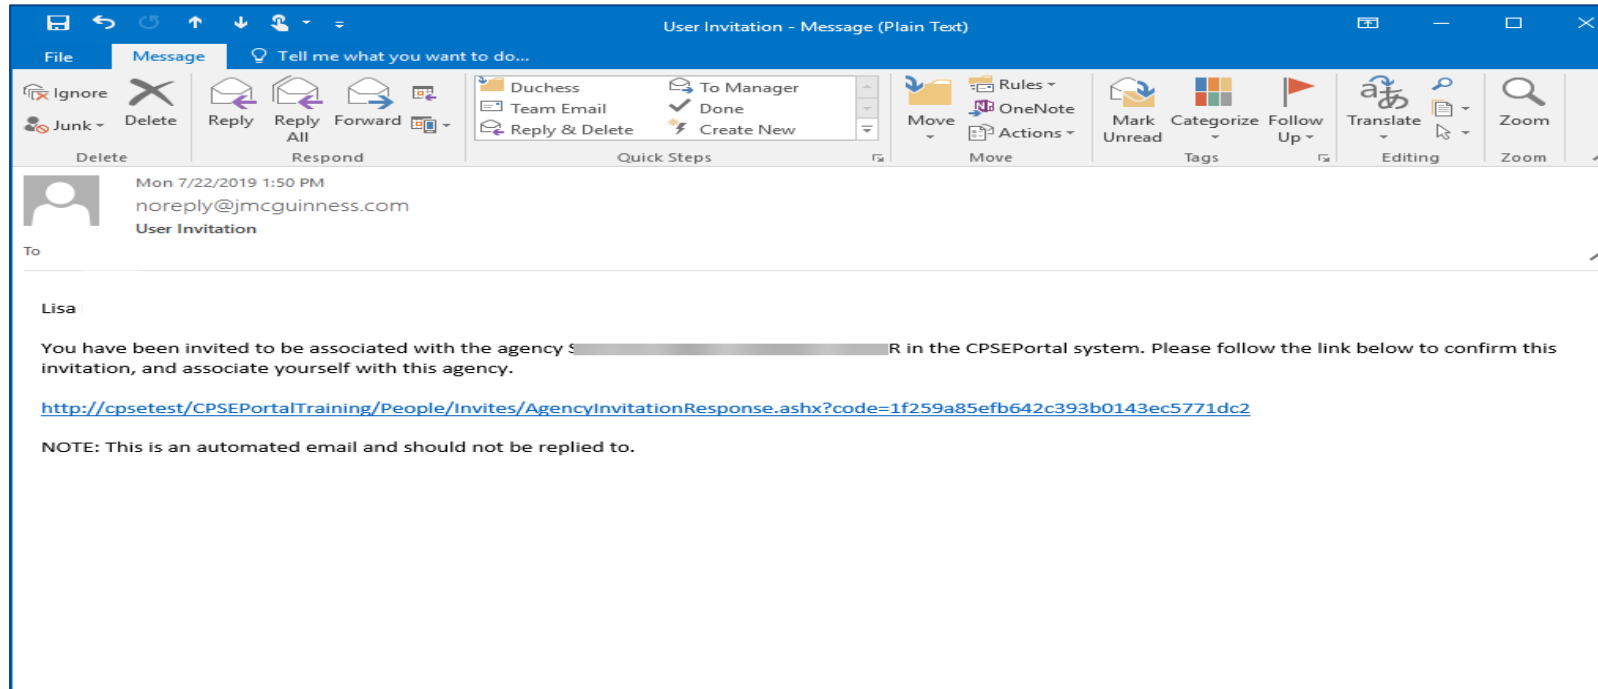 User Invitation - Message (Plain Text)
File Message Tell me what you want to do...
Ignore
Junk
Delete
Delete
Reply
Reply All
Forward
Respond
Duchess
Team Email
Reply & Delete
To Manager
Done
Create New
Quick Steps
Move
Rules
OneNote
Actions
Move
Mark Unread
Categorize
Follow Up
Tags
Translate
Editing
Zoom
Zoom
Mon 7/22/2019 1:50 PM
noreply@jmcguinness.com
User Invitation
To
Lisa
You have been invited to be associated with the agency S R in the CPSEPortal system. Please follow the link below to confirm this
invitation, and associate yourself with this agency.
http://cpsetest/CPSEPortalTraining/People/Invites/AgencyInvitationResponse.ashx?code=1f259a85efb642c393b0143ec5771dc2
NOTE: This is an automated email and should not be replied to.